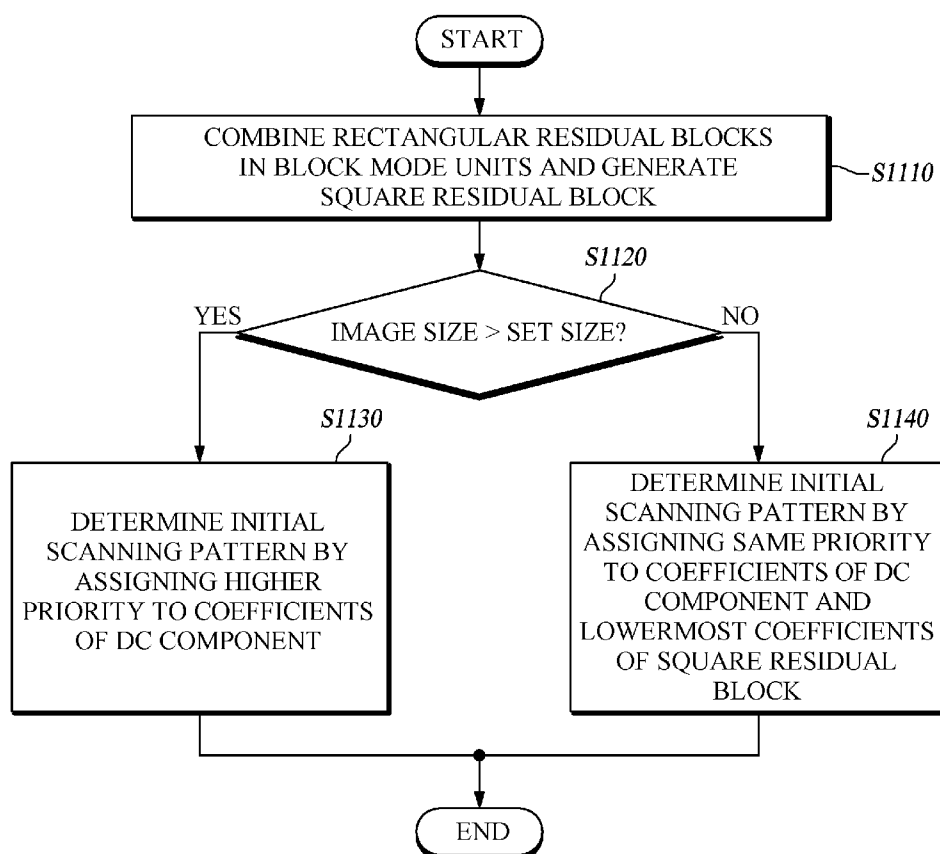 START
COMBINE RECTANGULAR RESIDUAL BLOCKS
IN BLOCK MODE UNITS AND GENERATE
SQUARE RESIDUAL BLOCK
S1110
S1120
YES
IMAGE SIZE > SET SIZE?
NO
S1130
DETERMINE INITIAL
SCANNING PATTERN BY
ASSIGNING HIGHER
PRIORITY TO COEFFICIENTS
OF DC COMPONENT
S1140
DETERMINE INITIAL
SCANNING PATTERN BY
ASSIGNING SAME PRIORITY
TO COEFFICIENTS OF DC
COMPONENT AND
LOWERMOST COEFFICIENTS
OF SQUARE RESIDUAL
BLOCK
END